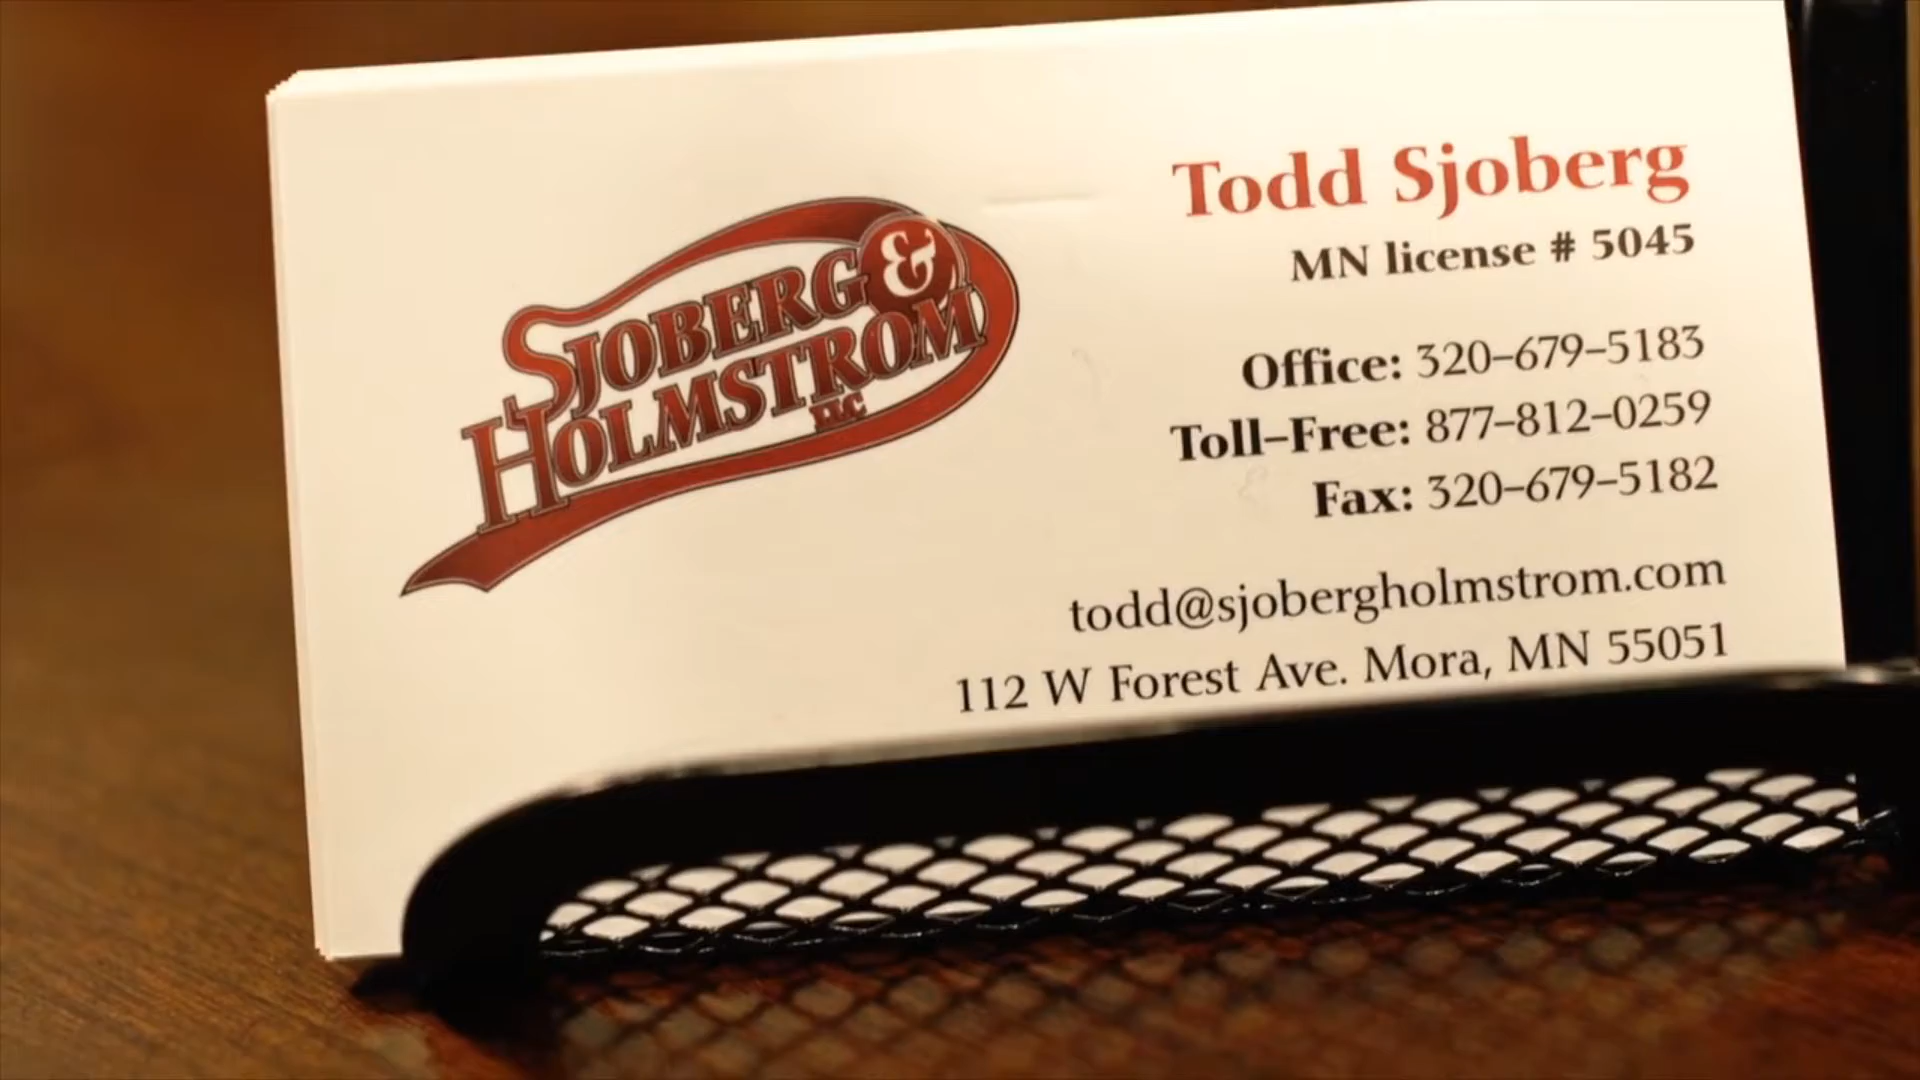 SJOBERG &
HOLMSTROM
LLC
Todd Sjoberg
MN license # 5045
Office: 320–679–5183
Toll–Free: 877–812–0259
Fax: 320–679–5182
todd@sjobergholmstrom.com
112 W Forest Ave. Mora, MN 55051